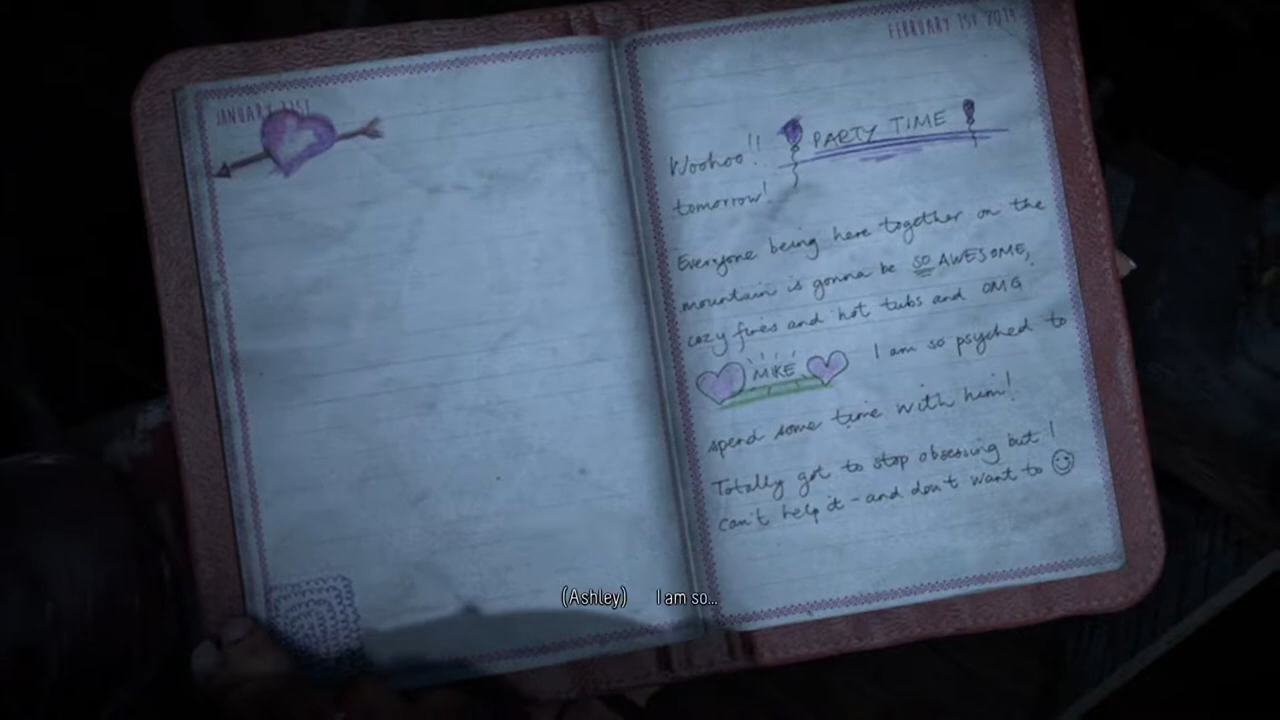 JANUARY 31ST
FEBRUARY 1ST 2014
Woohoo!! PARTY TIME
tomorrow!
Everyone being here together on the
mountain is gonna be SO AWESOME,
cozy fires and hot tubs and OMG
MIKE I am so psyched to
spend some time with him!
Totally got to stop obsessing but I
can't help it - and don't want to
(Ashley) I am so...